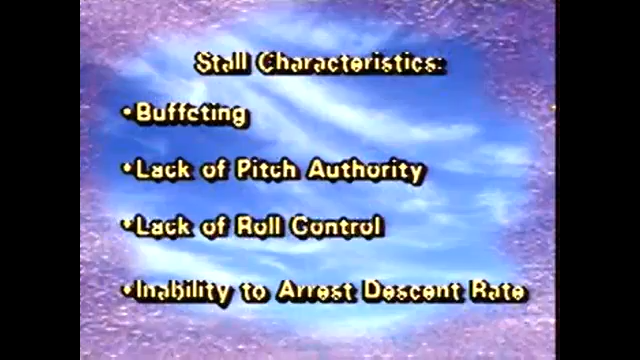 Stall Characteristics:
•Buffeting
•Lack of Pitch Authority
•Lack of Roll Control
•Inability to Arrest Descent Rate